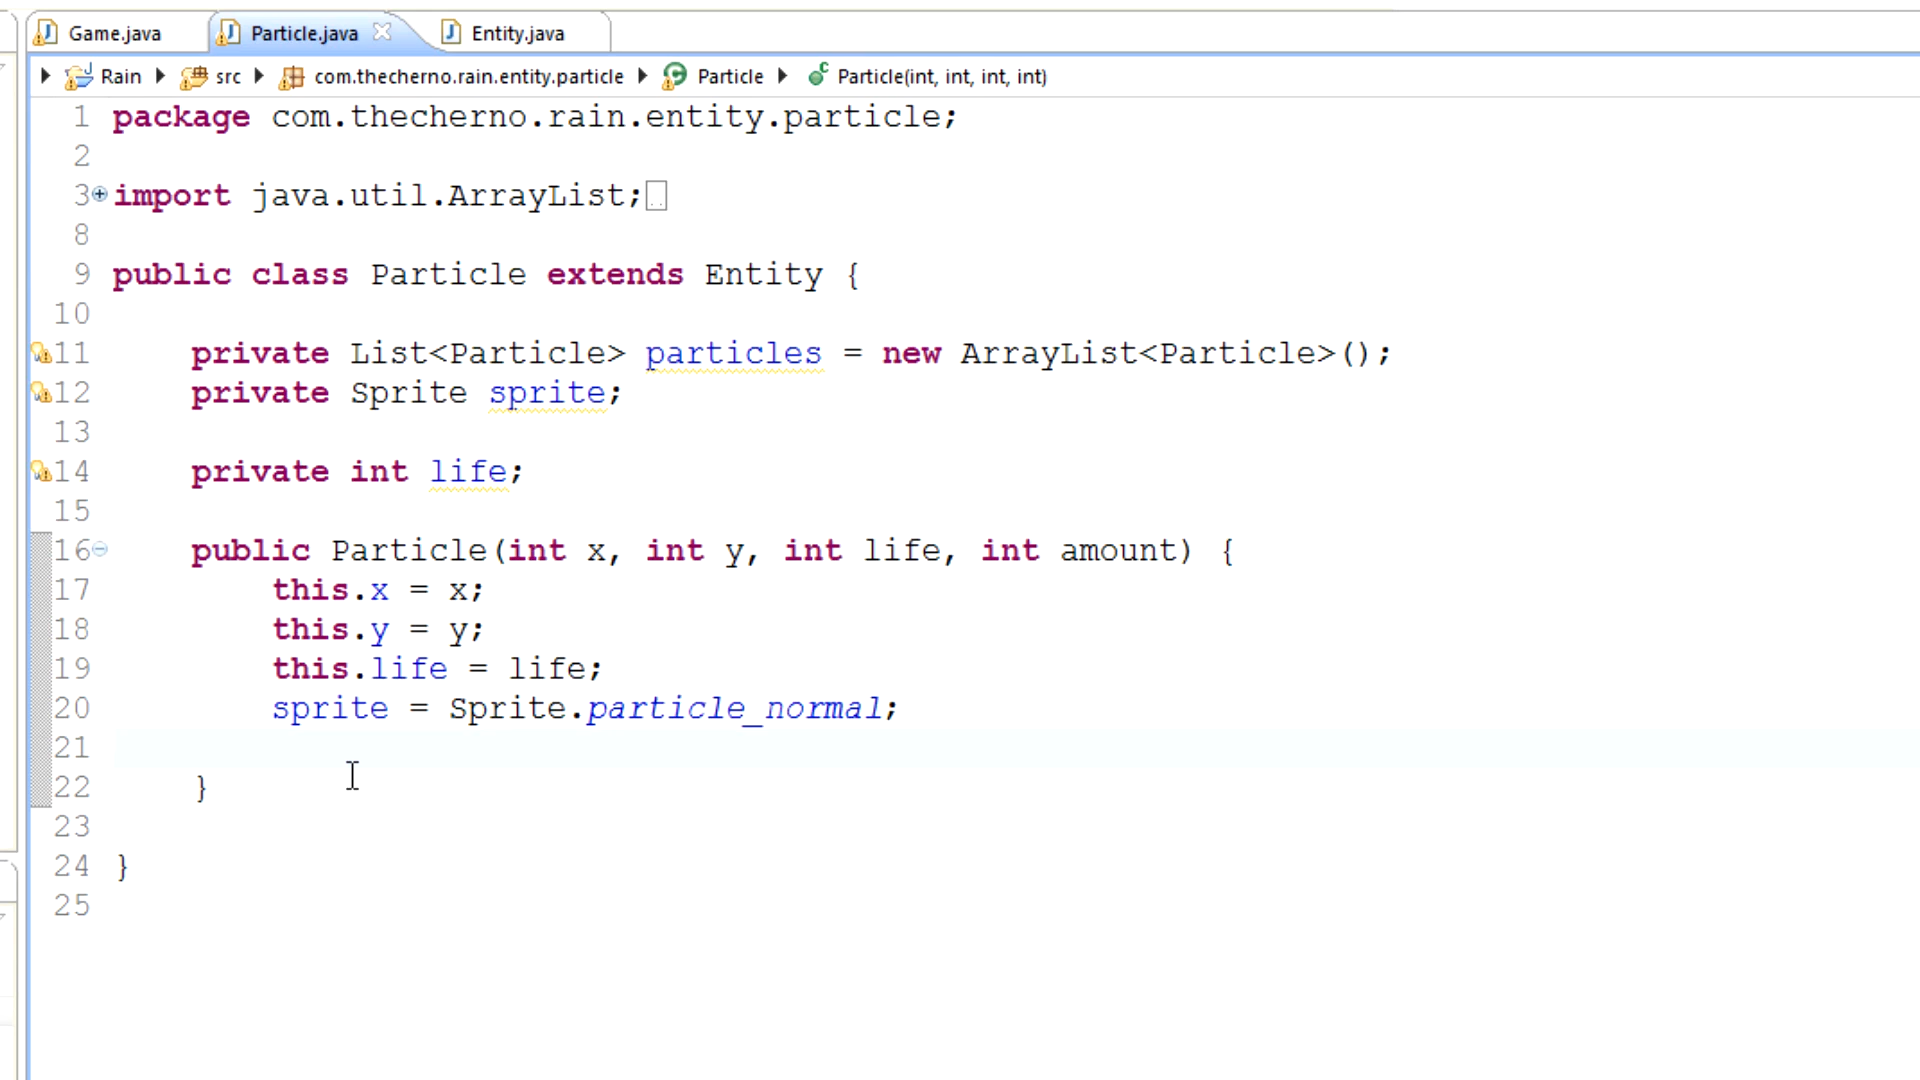 Game.java Particle.java Entity.java
Rain src com.thecherno.rain.entity.particle Particle Particle(int, int, int, int)
1 package com.thecherno.rain.entity.particle;
2
3 import java.util.ArrayList;
8
9 public class Particle extends Entity {
10
11 private List<Particle> particles = new ArrayList<Particle>();
12 private Sprite sprite;
13
14 private int life;
15
16 public Particle(int x, int y, int life, int amount) {
17 this.x = x;
18 this.y = y;
19 this.life = life;
20 sprite = Sprite.particle_normal;
21
22 }
23
24 }
25